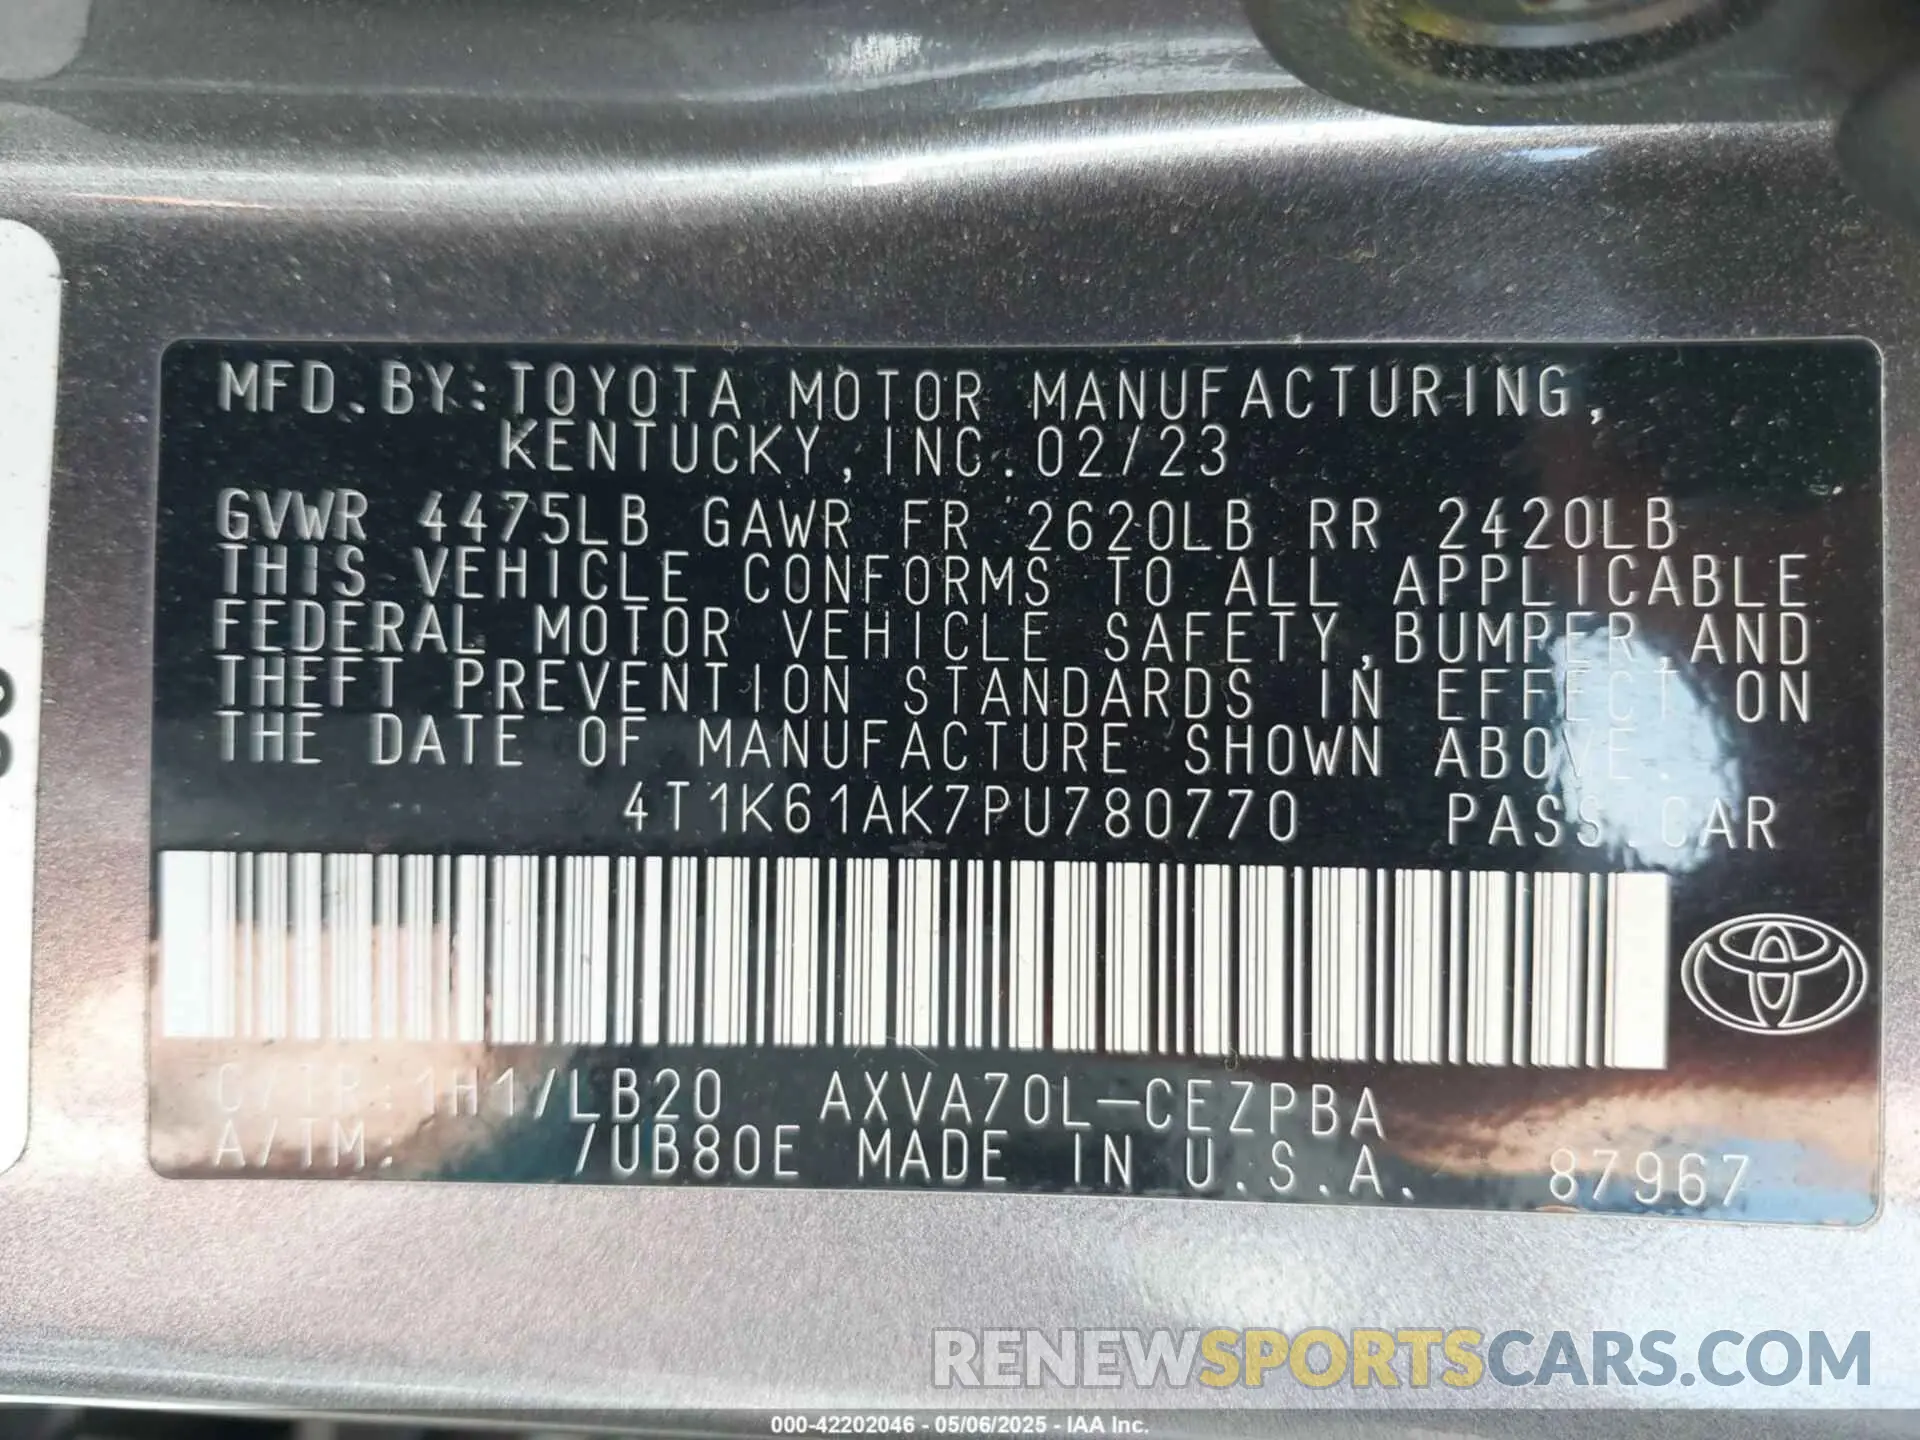 MFD.BY:TOYOTA MOTOR MANUFACTURING,
KENTUCKY,INC.02/23
GVWR 4475LB GAWR FR 2620LB RR 2420LB
THIS VEHICLE CONFORMS TO ALL APPLICABLE
FEDERAL MOTOR VEHICLE SAFETY,BUMPER,AND
THEFT PREVENTION STANDARDS IN EFFECT ON
THE DATE OF MANUFACTURE SHOWN ABOVE.
4T1K61AK7PU780770 PASS.CAR
C/TR:1H1/LB20 AXVA70L-CEZPBA
A/TM: /UB80E MADE IN U.S.A. 87967
RENEWSPORTSCARS.COM
000-42202046 - 05/06/2025 - IAA Inc.